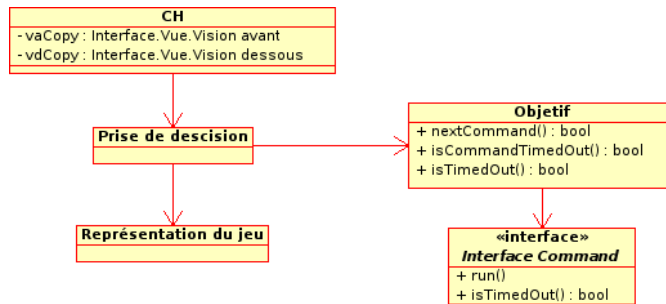 CH
- vaCopy : Interface.Vue.Vision avant
- vdCopy : Interface.Vue.Vision dessous
Prise de descision
Objetif
+ nextCommand() : bool
+ isCommandTimedOut() : bool
+ isTimedOut() : bool
Représentation du jeu
«interface»
Interface Command
+ run()
+ isTimedOut() : bool